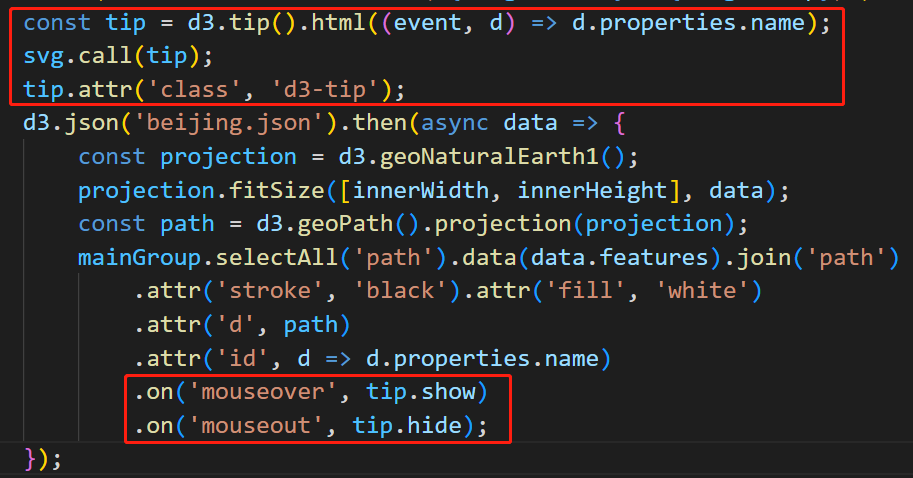 const tip = d3.tip().html((event, d) => d.properties.name);
svg.call(tip);
tip.attr('class', 'd3-tip');
d3.json('beijing.json').then(async data => {
    const projection = d3.geoNaturalEarth1();
    projection.fitSize([innerWidth, innerHeight], data);
    const path = d3.geoPath().projection(projection);
    mainGroup.selectAll('path').data(data.features).join('path')
        .attr('stroke', 'black').attr('fill', 'white')
        .attr('d', path)
        .attr('id', d => d.properties.name)
        .on('mouseover', tip.show)
        .on('mouseout', tip.hide);
});